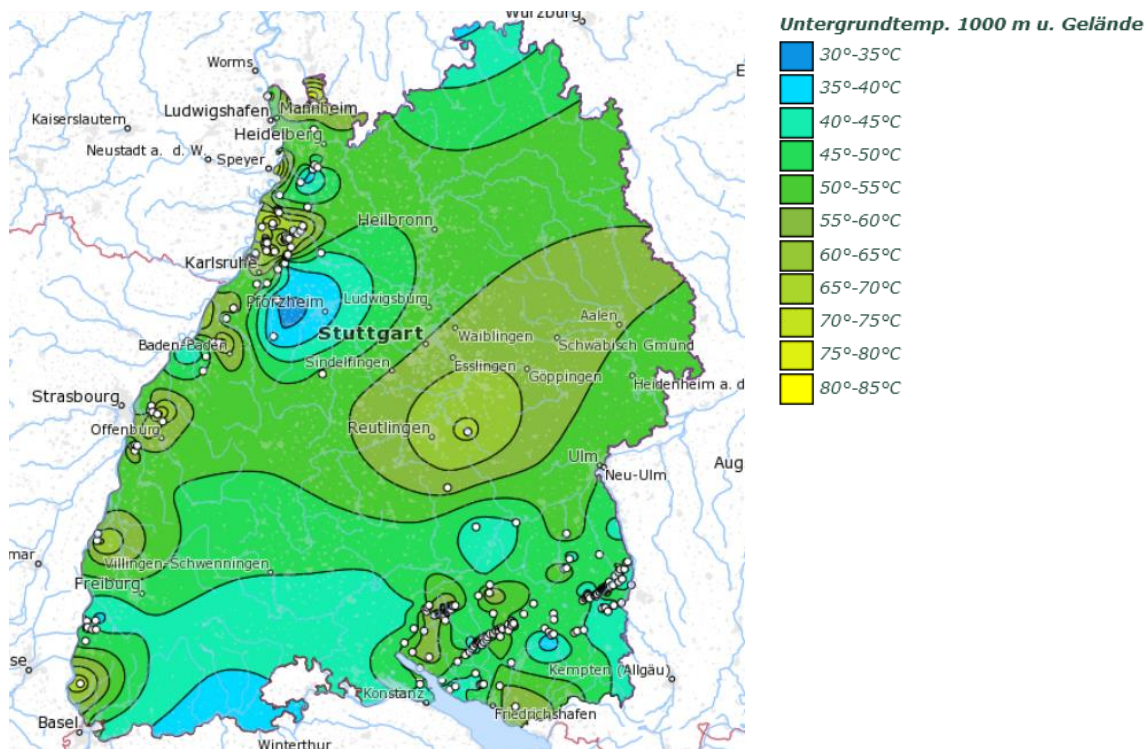 Würzburg
Worms
Ludwigshafen
Mannheim
Kaiserslautern
Heidelberg
Neustadt a. d. W.
Speyer
Heilbronn
Karlsruhe
Pforzheim
Ludwigsburg
Stuttgart
Waiblingen
Aalen
Schwäbisch Gmünd
Baden-Baden
Sindelfingen
Esslingen
Göppingen
Heidenheim a. d
Strasbourg
Offenburg
Reutlingen
Ulm
Neu-Ulm
Aug
mar
Villingen-Schwenningen
Freiburg
se
Kempten (Allgäu)
Konstanz
Friedrichshafen
Basel
Winterthur
E
Untergrundtemp. 1000 m u. Gelände
30°-35°C
35°-40°C
40°-45°C
45°-50°C
50°-55°C
55°-60°C
60°-65°C
65°-70°C
70°-75°C
75°-80°C
80°-85°C